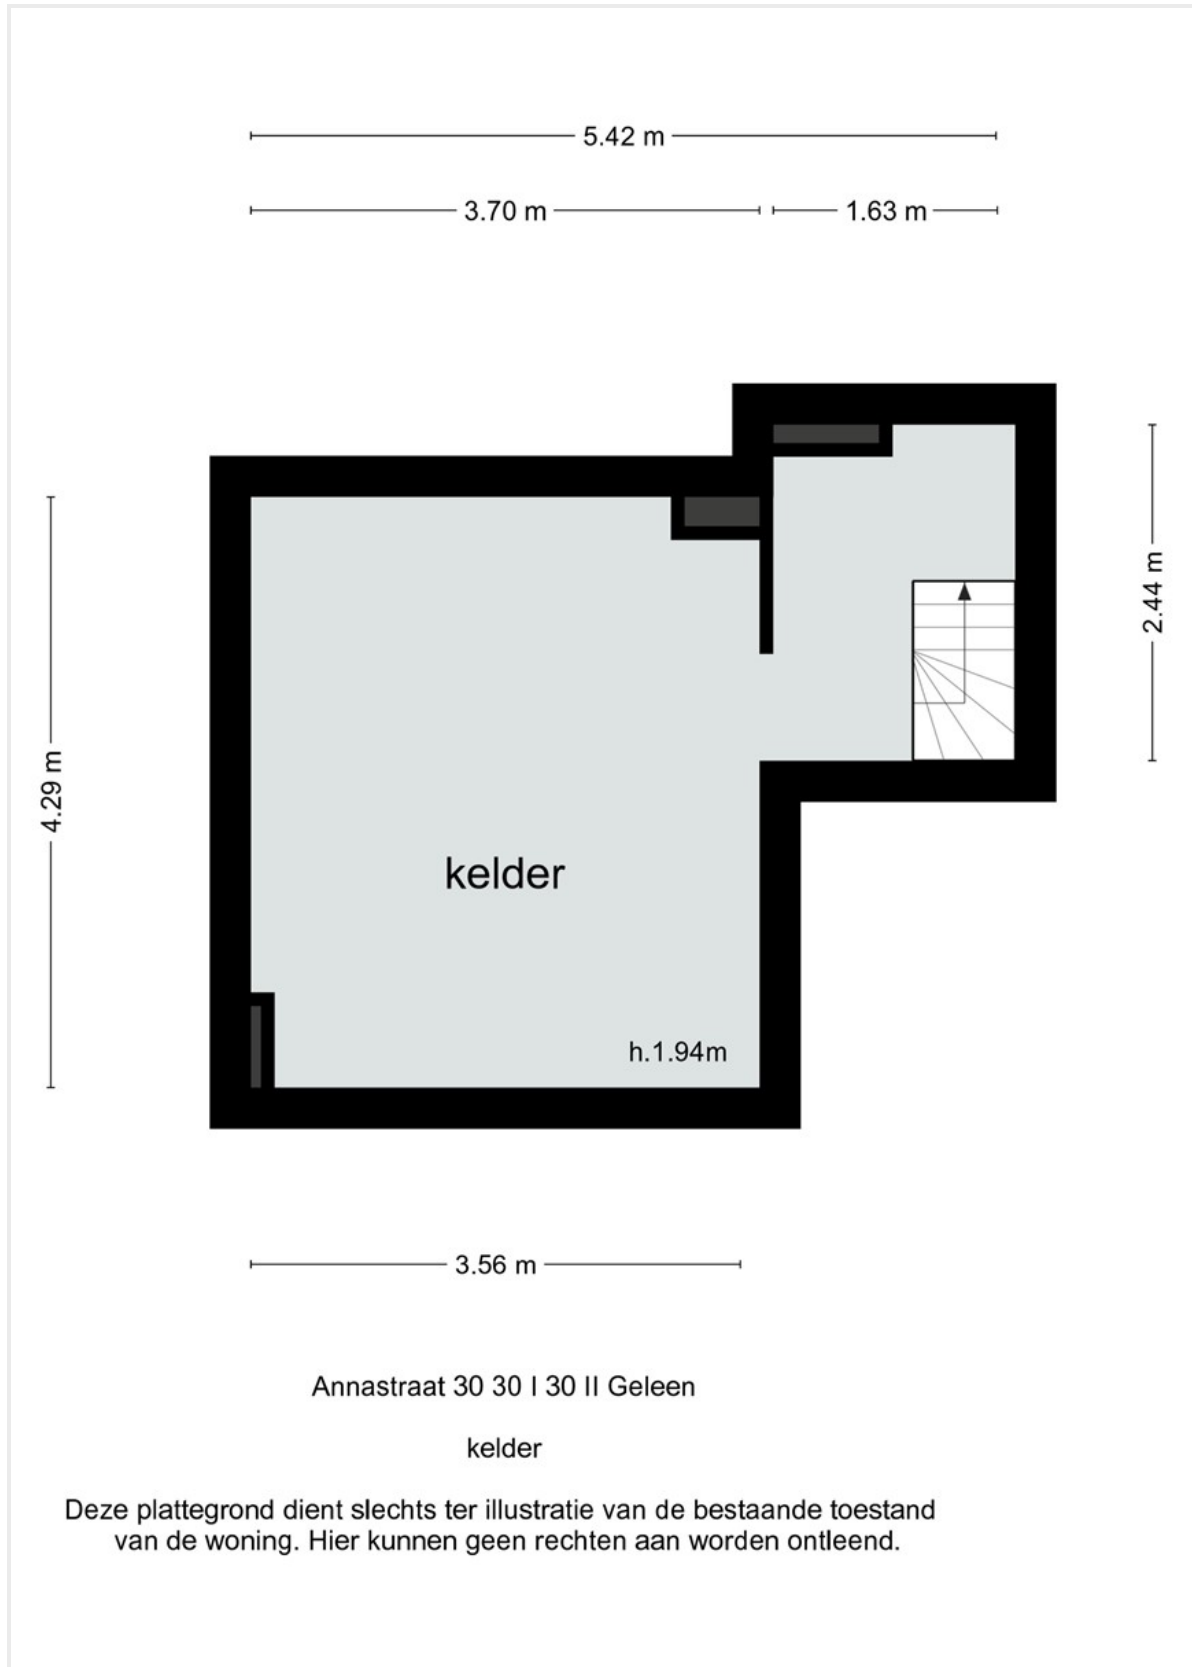 5.42 m
3.70 m
1.63 m
2.44 m
4.29 m
kelder
h.1.94m
3.56 m
Annastraat 30 30 I 30 II Geleen
kelder
Deze plattegrond dient slechts ter illustratie van de bestaande toestand
van de woning. Hier kunnen geen rechten aan worden ontleend.